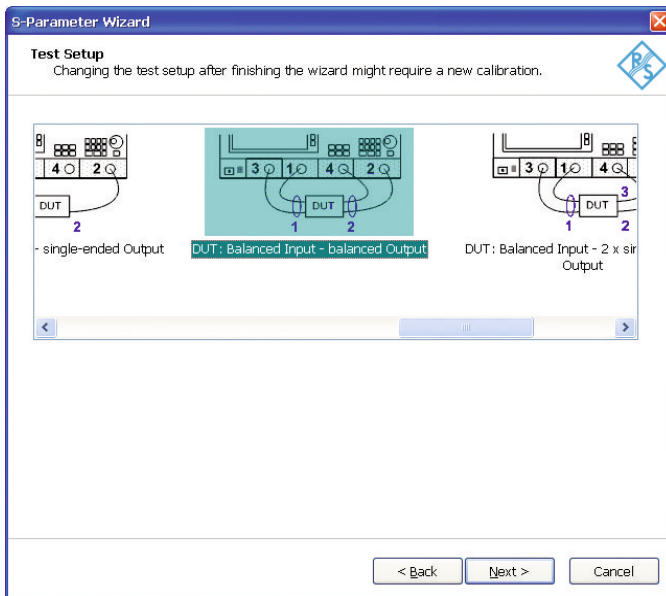 S-Parameter Wizard
Test Setup
Changing the test setup after finishing the wizard might require a new calibration.
R
S
4 2
DUT
2
- single-ended Output
3 1 4 2
DUT
1 2
DUT: Balanced Input - balanced Output
3 1 4
3
DUT
1 2
DUT: Balanced Input - 2 x sin
Output
< Back Next > Cancel